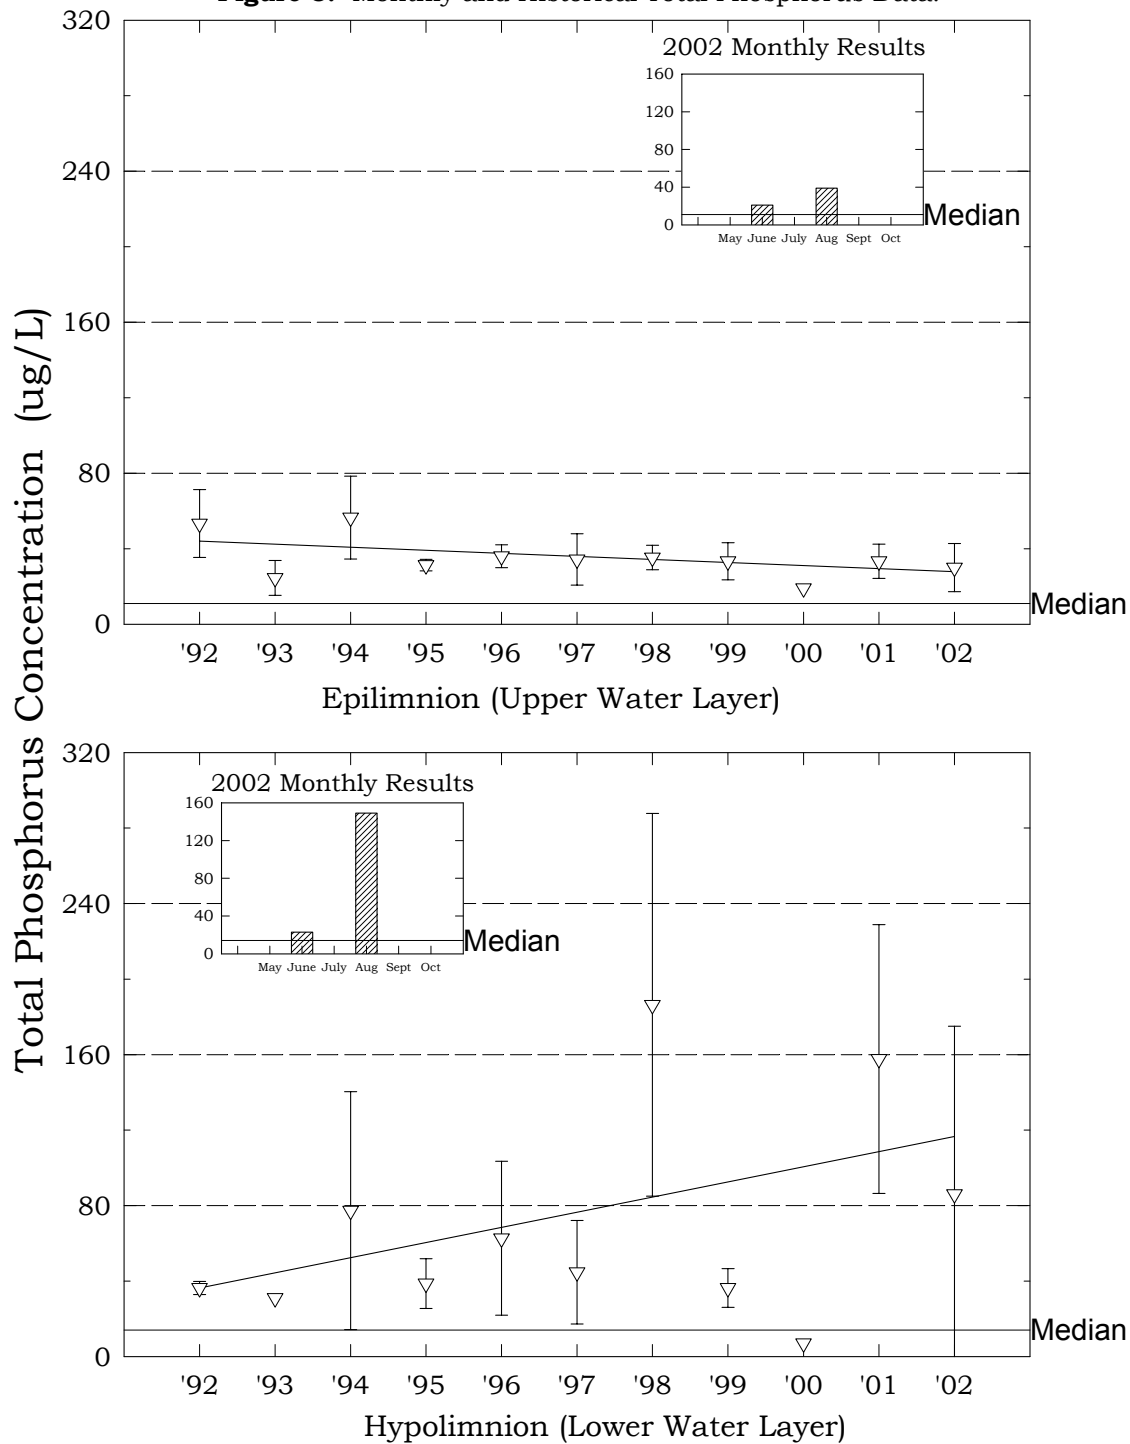 Figure 8. Monthly and Historical Total Phosphorus Data.
Total Phosphorus Concentration (ug/L)
320
240
160
80
0
2002 Monthly Results
160
120
80
40
0
May June July Aug Sept Oct
Median
Median
'92 '93 '94 '95 '96 '97 '98 '99 '00 '01 '02
Epilimnion (Upper Water Layer)
320
240
160
80
0
2002 Monthly Results
160
120
80
40
0
May June July Aug Sept Oct
Median
Median
'92 '93 '94 '95 '96 '97 '98 '99 '00 '01 '02
Hypolimnion (Lower Water Layer)